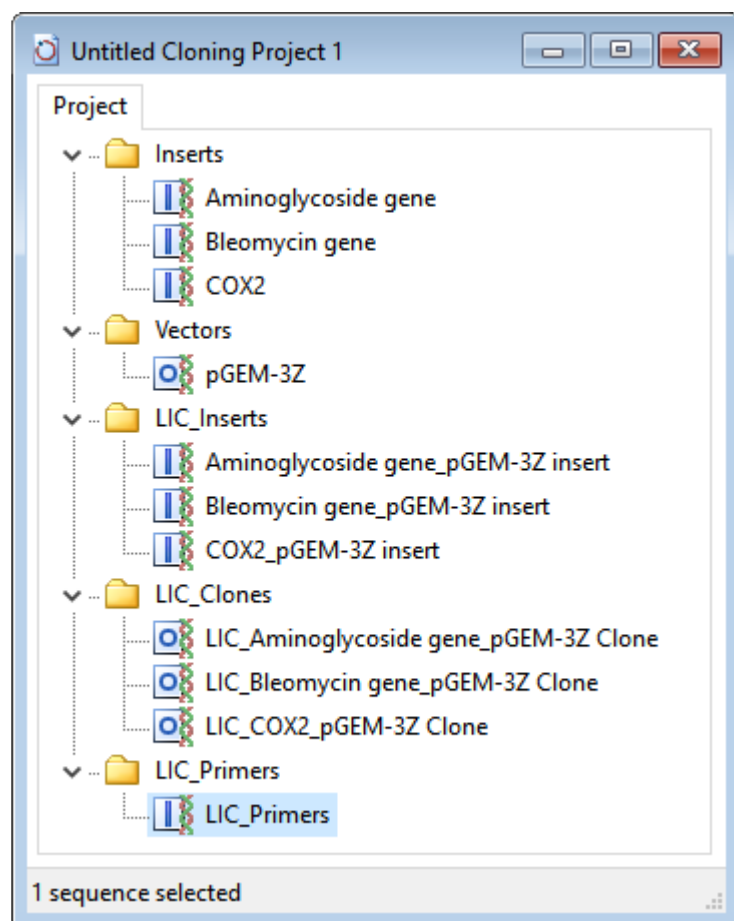 Untitled Cloning Project 1
Project
Inserts
Aminoglycoside gene
Bleomycin gene
COX2
Vectors
pGEM-3Z
LIC_Inserts
Aminoglycoside gene_pGEM-3Z insert
Bleomycin gene_pGEM-3Z insert
COX2_pGEM-3Z insert
LIC_Clones
LIC_Aminoglycoside gene_pGEM-3Z Clone
LIC_Bleomycin gene_pGEM-3Z Clone
LIC_COX2_pGEM-3Z Clone
LIC_Primers
LIC_Primers
1 sequence selected